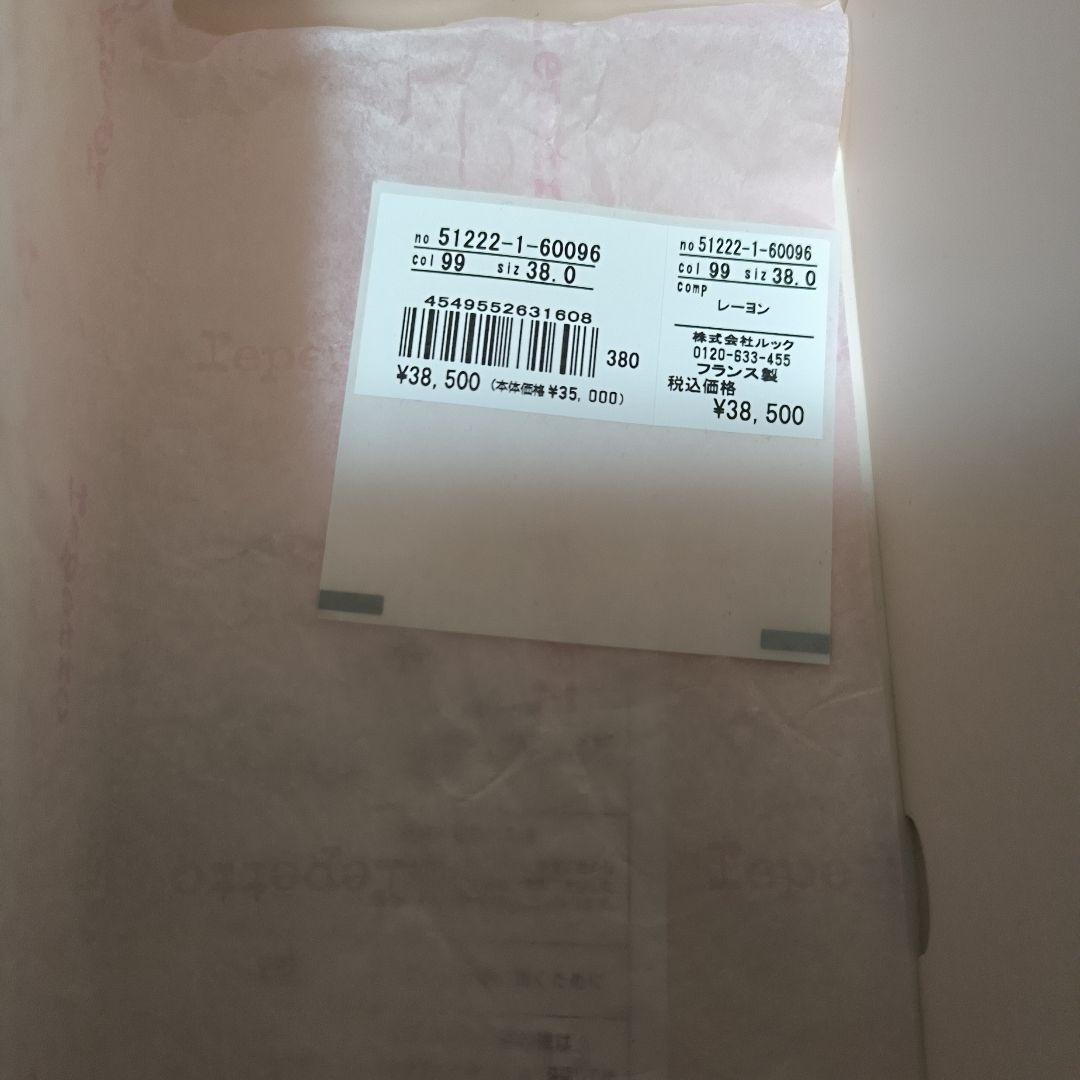 no 51222-1-60096
col 99 siz 38.0
4549552631608
380
¥38,500 (本体価格¥35,000)
no 51222-1-60096
col 99 siz 38.0
comp
レーヨン
株式会社ルック
0120-633-455
フランス製
税込価格
¥38,500
repetto